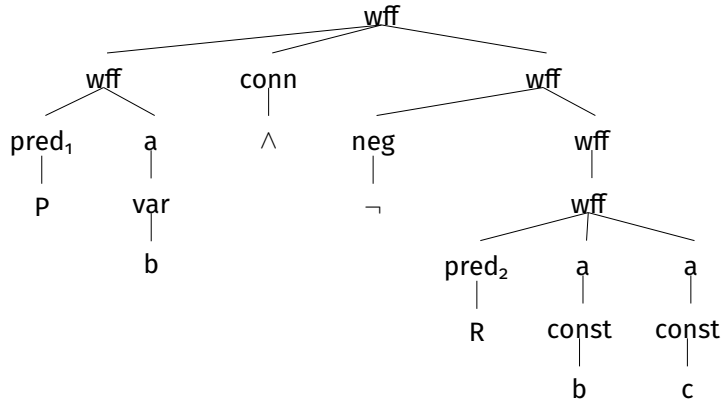 wff
wff conn wff
pred₁ a ∧ neg wff
P var ¬ wff
b pred₂ a a
R const const
b c